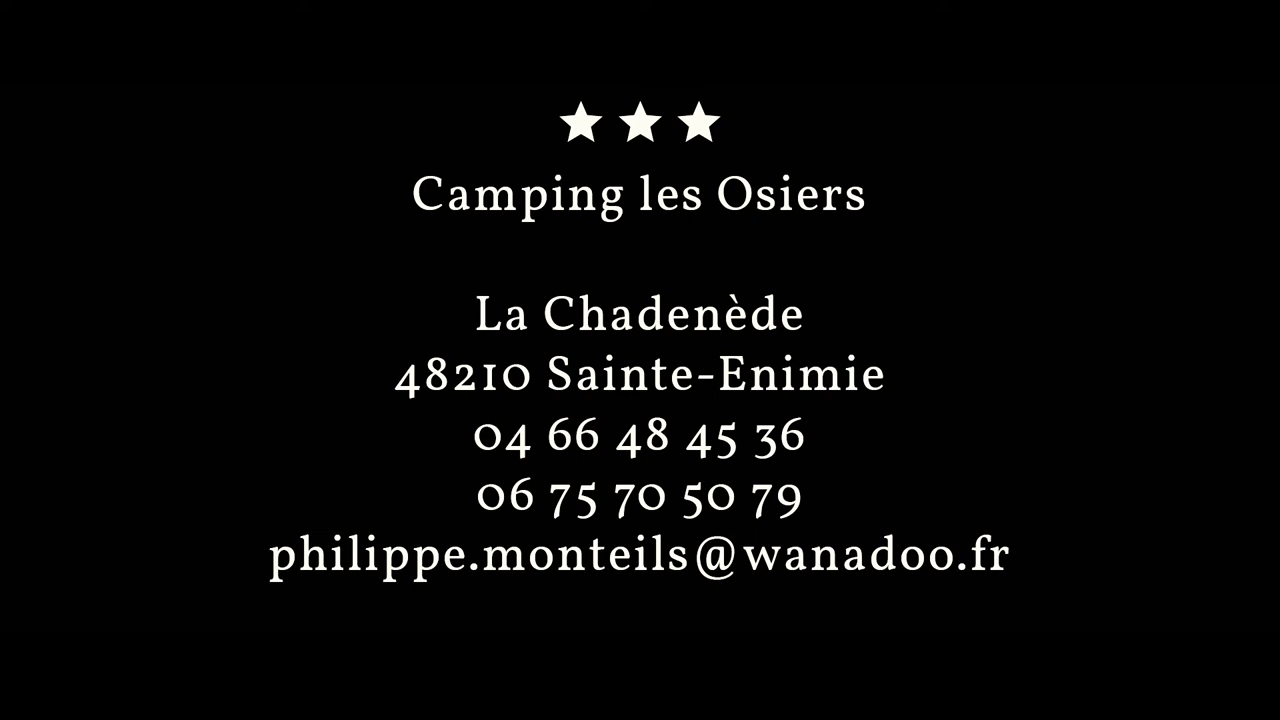 ★ ★ ★
Camping les Osiers
La Chadenède
48210 Sainte-Enimie
04 66 48 45 36
06 75 70 50 79
philippe.monteils@wanadoo.fr